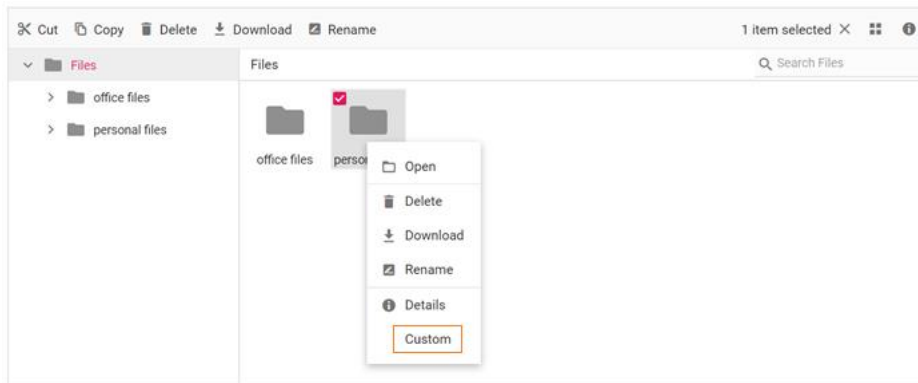 Cut Copy Delete Download Rename 1 item selected
Files Files Search Files
office files
personal files
office files
Open
Delete
Download
Rename
Details
Custom